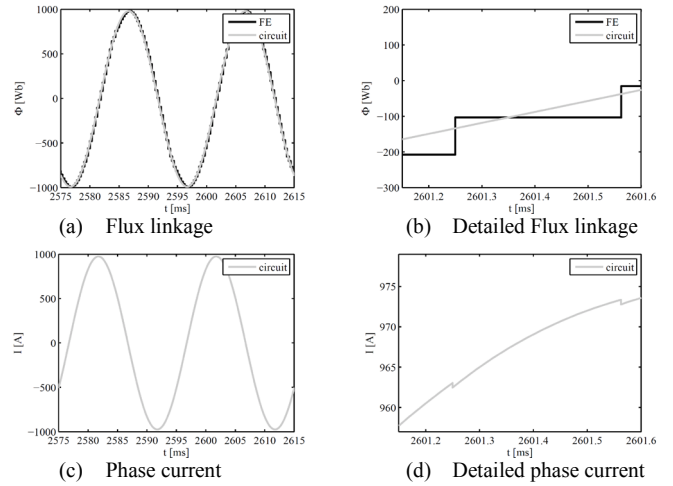 1000
500
0
-500
-1000
Φ [Wb]
FE
circuit
2575 2580 2585 2590 2595 2600 2605 2610 2615
t [ms]
(a) Flux linkage
200
100
0
-100
-200
-300
Φ [Wb]
FE
circuit
2601.2 2601.3 2601.4 2601.5 2601.6
t [ms]
(b) Detailed Flux linkage
1000
500
0
-500
-1000
I [A]
circuit
2575 2580 2585 2590 2595 2600 2605 2610 2615
t [ms]
(c) Phase current
975
970
965
960
I [A]
circuit
2601.2 2601.3 2601.4 2601.5 2601.6
t [ms]
(d) Detailed phase current